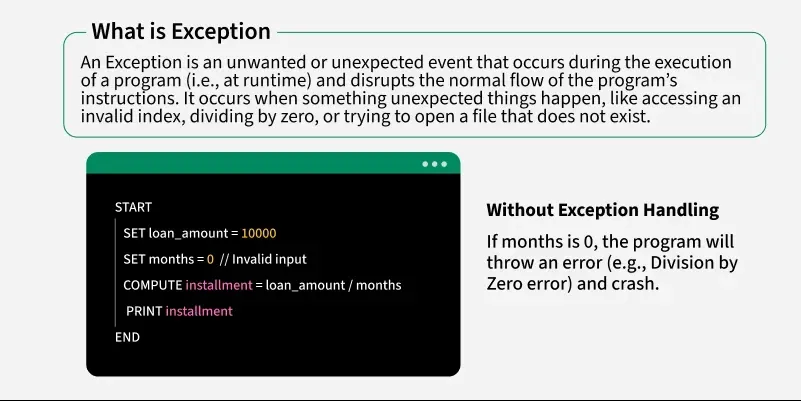 What is Exception
An Exception is an unwanted or unexpected event that occurs during the execution
of a program (i.e., at runtime) and disrupts the normal flow of the program’s
instructions. It occurs when something unexpected things happen, like accessing an
invalid index, dividing by zero, or trying to open a file that does not exist.
START
SET loan_amount = 10000
SET months = 0 // Invalid input
COMPUTE installment = loan_amount / months
PRINT installment
END
Without Exception Handling
If months is 0, the program will
throw an error (e.g., Division by
Zero error) and crash.